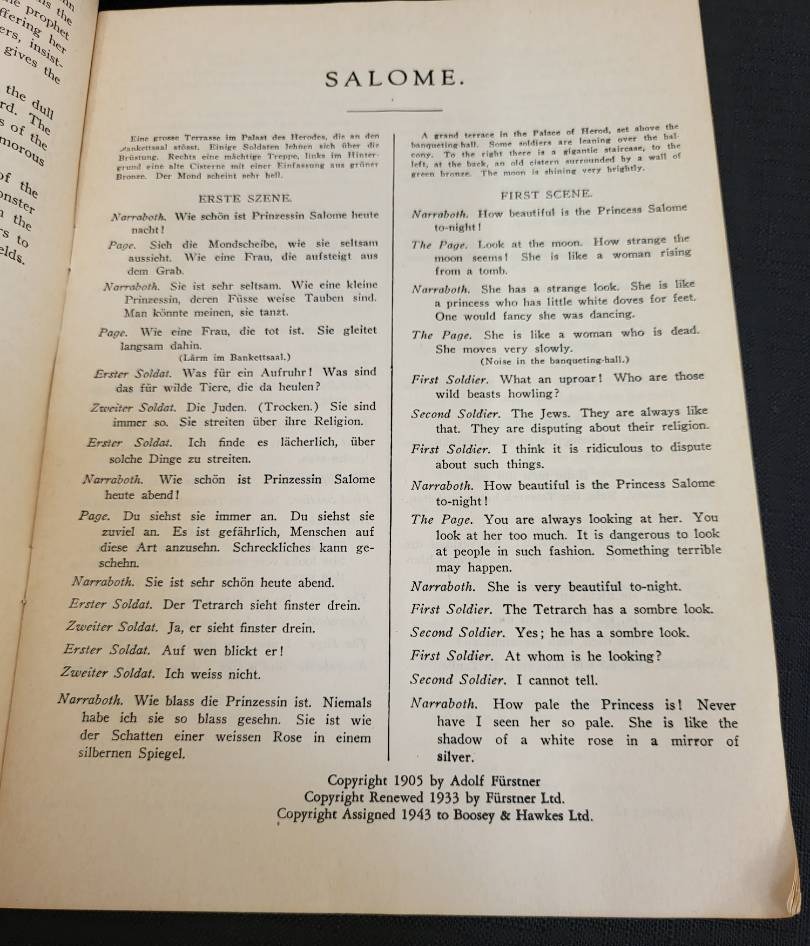 is the
prophet
ffering her
ers, insist-
gives the
the dull
rd. The
s of the
morous
of the
onster
the
rs to
elds.
SALOME.
Eine grosse Terrasse im Palast des Herodes, die an den
Bankettsaal stösst. Einige Soldaten lehnen sich über die
Brüstung. Rechts eine mächtige Treppe, links im Hinter-
grund eine alte Cisterne mit einer Einfassung aus grüner
Bronze. Der Mond scheint sehr hell.
ERSTE SZENE.
Narraboth. Wie schön ist Prinzessin Salome heute
nacht!
Page. Sieh die Mondscheibe, wie sie seltsam
aussicht. Wie eine Frau, die aufsteigt aus
dem Grab.
Narraboth. Sie ist sehr seltsam. Wie eine kleine
Prinzessin, deren Füsse weise Tauben sind.
Man könnte meinen, sie tanzt.
Page. Wie eine Frau, die tot ist. Sie gleitet
langsam dahin.
(Lärm im Bankettsaal.)
Erster Soldat. Was für ein Aufruhr! Was sind
das für wilde Tiere, die da heulen?
Zweiter Soldat. Die Juden. (Trocken.) Sie sind
immer so. Sie streiten über ihre Religion.
Erster Soldat. Ich finde es lächerlich, über
solche Dinge zu streiten.
Narraboth. Wie schön ist Prinzessin Salome
heute abend!
Page. Du siehst sie immer an. Du siehst sie
zuviel an. Es ist gefährlich, Menschen auf
diese Art anzusehn. Schreckliches kann ge-
schehn.
Narraboth. Sie ist sehr schön heute abend.
Erster Soldat. Der Tetrarch sieht finster drein.
Zweiter Soldat. Ja, er sieht finster drein.
Erster Soldat. Auf wen blickt er!
Zweiter Soldat. Ich weiss nicht.
Narraboth. Wie blass die Prinzessin ist. Niemals
habe ich sie so blass gesehn. Sie ist wie
der Schatten einer weissen Rose in einem
silbernen Spiegel.
A grand terrace in the Palace of Herod, set above the
banqueting-hall. Some soldiers are leaning over the bal-
cony. To the right there is a gigantic staircase, to the
left, at the back, an old cistern surrounded by a wall of
green bronze. The moon is shining very brightly.
FIRST SCENE.
Narraboth. How beautiful is the Princess Salome
to-night!
The Page. Look at the moon. How strange the
moon seems! She is like a woman rising
from a tomb.
Narraboth. She has a strange look. She is like
a princess who has little white doves for feet.
One would fancy she was dancing.
The Page. She is like a woman who is dead.
She moves very slowly.
(Noise in the banqueting-hall.)
First Soldier. What an uproar! Who are those
wild beasts howling?
Second Soldier. The Jews. They are always like
that. They are disputing about their religion.
First Soldier. I think it is ridiculous to dispute
about such things.
Narraboth. How beautiful is the Princess Salome
to-night!
The Page. You are always looking at her. You
look at her too much. It is dangerous to look
at people in such fashion. Something terrible
may happen.
Narraboth. She is very beautiful to-night.
First Soldier. The Tetrarch has a sombre look.
Second Soldier. Yes; he has a sombre look.
First Soldier. At whom is he looking?
Second Soldier. I cannot tell.
Narraboth. How pale the Princess is! Never
have I seen her so pale. She is like the
shadow of a white rose in a mirror of
silver.
Copyright 1905 by Adolf Fürstner
Copyright Renewed 1933 by Fürstner Ltd.
Copyright Assigned 1943 to Boosey & Hawkes Ltd.